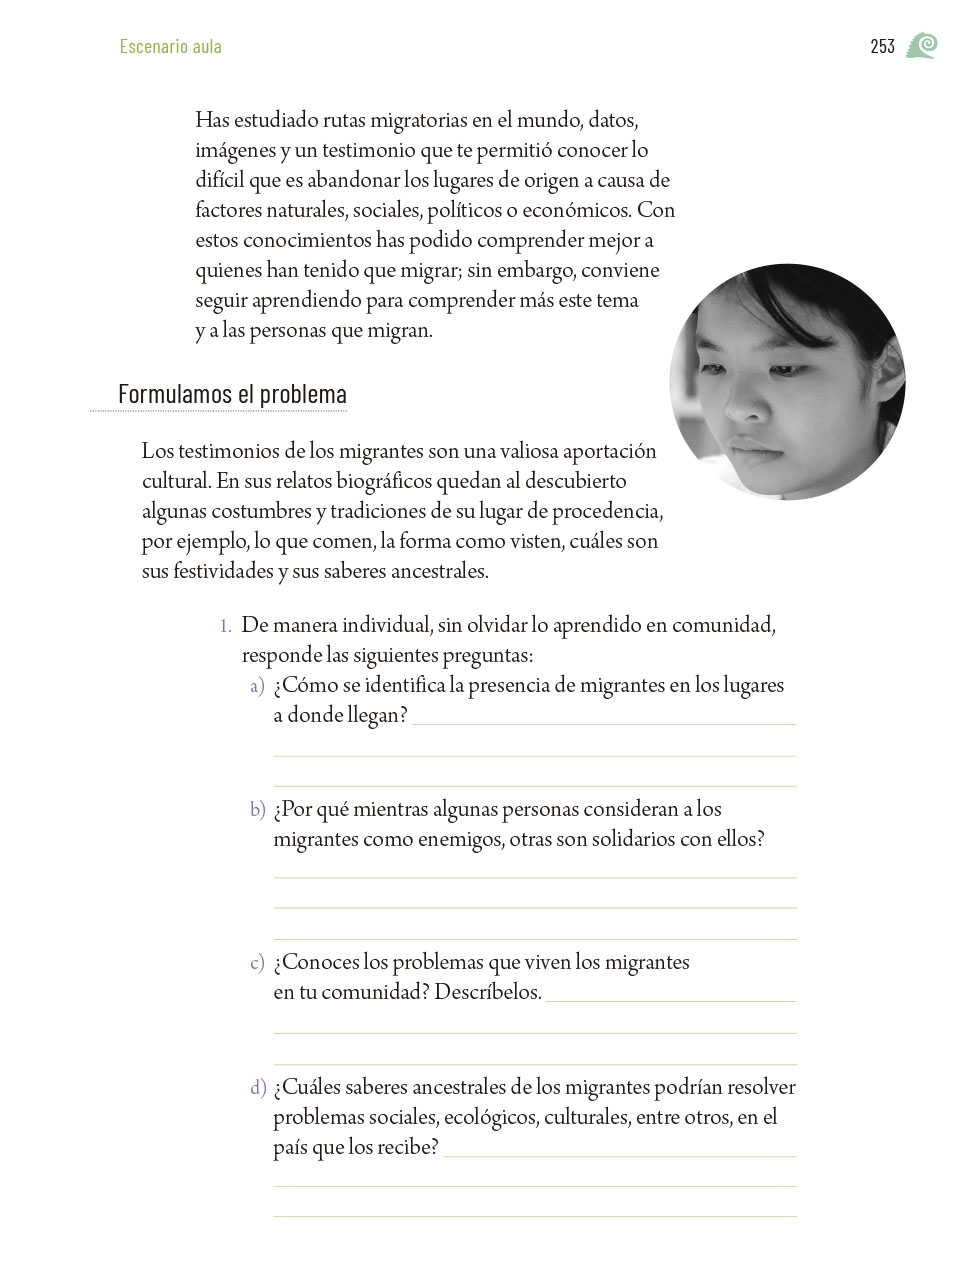 Escenario aula
253
Has estudiado rutas migratorias en el mundo, datos,
imágenes y un testimonio que te permitió conocer lo
difícil que es abandonar los lugares de origen a causa de
factores naturales, sociales, políticos o económicos. Con
estos conocimientos has podido comprender mejor a
quienes han tenido que migrar; sin embargo, conviene
seguir aprendiendo para comprender más este tema
y a las personas que migran.
Formulamos el problema
Los testimonios de los migrantes son una valiosa aportación
cultural. En sus relatos biográficos quedan al descubierto
algunas costumbres y tradiciones de su lugar de procedencia,
por ejemplo, lo que comen, la forma como visten, cuáles son
sus festividades y sus saberes ancestrales.
1. De manera individual, sin olvidar lo aprendido en comunidad,
responde las siguientes preguntas:
a) ¿Cómo se identifica la presencia de migrantes en los lugares
a donde llegan?
b) ¿Por qué mientras algunas personas consideran a los
migrantes como enemigos, otras son solidarios con ellos?
c) ¿Conoces los problemas que viven los migrantes
en tu comunidad? Descríbelos.
d) ¿Cuáles saberes ancestrales de los migrantes podrían resolver
problemas sociales, ecológicos, culturales, entre otros, en el
país que los recibe?